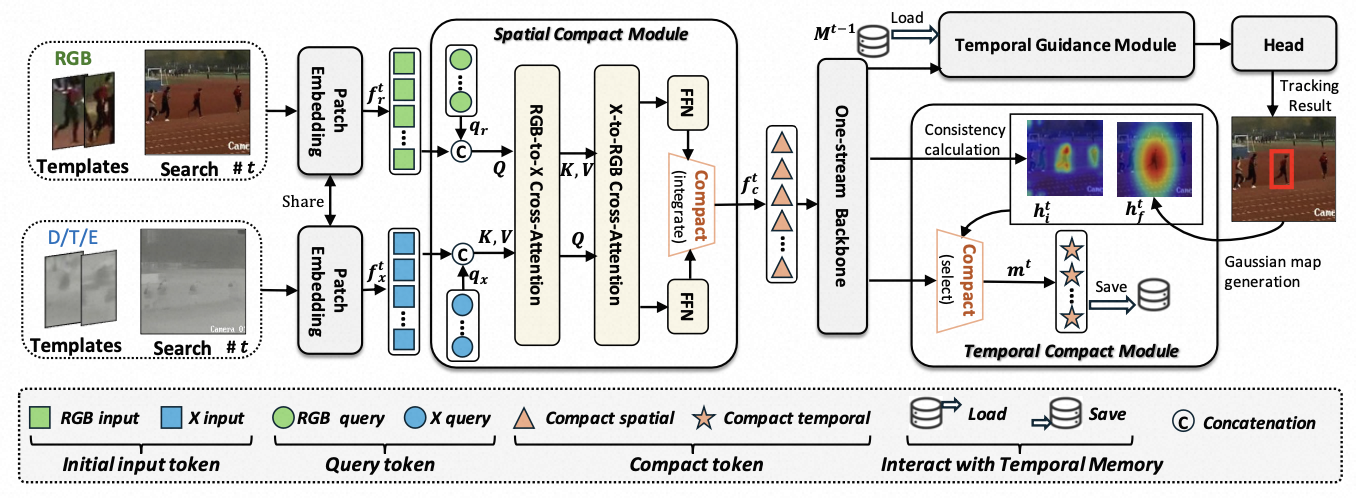 RGB
Templates
Search # t
D/T/E
Templates
Search # t
Camera 0
Patch Embedding
Share
Patch Embedding
f_r^t
f_x^t
Spatial Compact Module
q_r
C
Q
K, V
C
q_x
RGB-to-X Cross-Attention
K, V
Q
X-to-RGB Cross-Attention
FFN
Compact
(integrate)
FFN
f_c^t
One-stream Backbone
M^{t-1}
Load
Temporal Guidance Module
Head
Tracking
Result
Consistency
calculation
h_i^t
h_f^t
Gaussian map
generation
Compact
(select)
m^t
Save
Temporal Compact Module
RGB input
X input
RGB query
X query
Compact spatial
Compact temporal
Load
Save
C Concatenation
Initial input token
Query token
Compact token
Interact with Temporal Memory